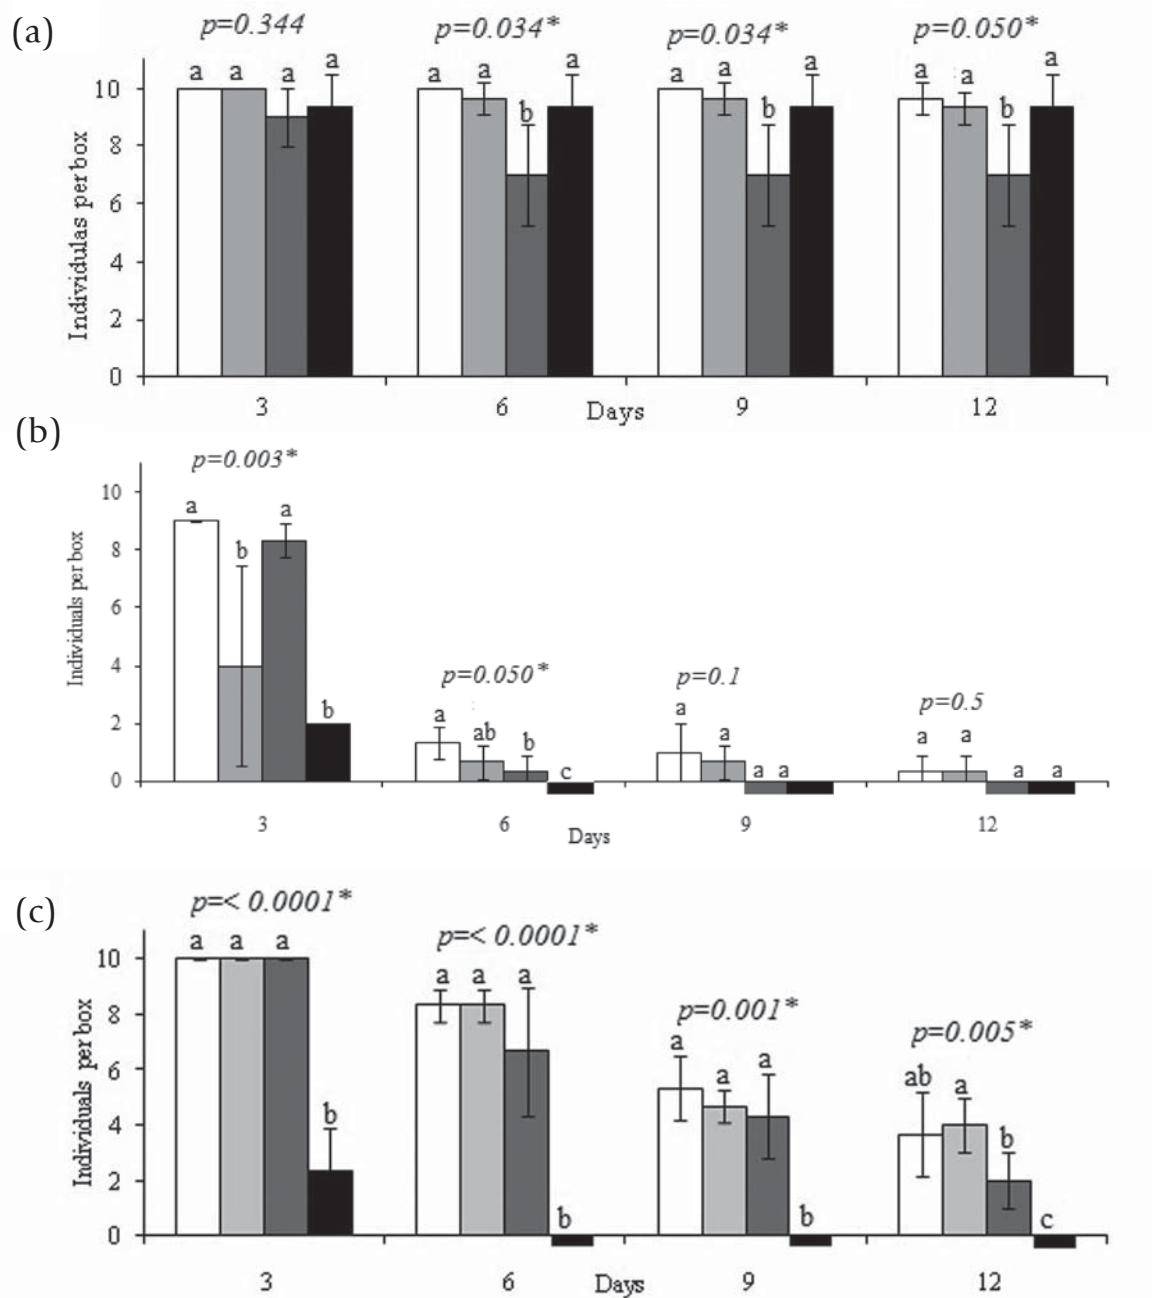 (a)
p=0.344 p=0.034* p=0.034* p=0.050*
a a a a a a b a a a b a a a b a
Individulas per box
10
8
6
4
2
0
3 6 9 12
Days
(b)
p=0.003*
p=0.050* p=0.1 p=0.5
a b a b a ab b c a a a a a a a a
Individuals per box
10
8
6
4
2
0
3 6 9 12
Days
(c)
p=< 0.0001* p=< 0.0001* p=0.001* p=0.005*
a a a b a a a b a a a b ab a b c
Individuals per box
10
8
6
4
2
0
3 6 9 12
Days